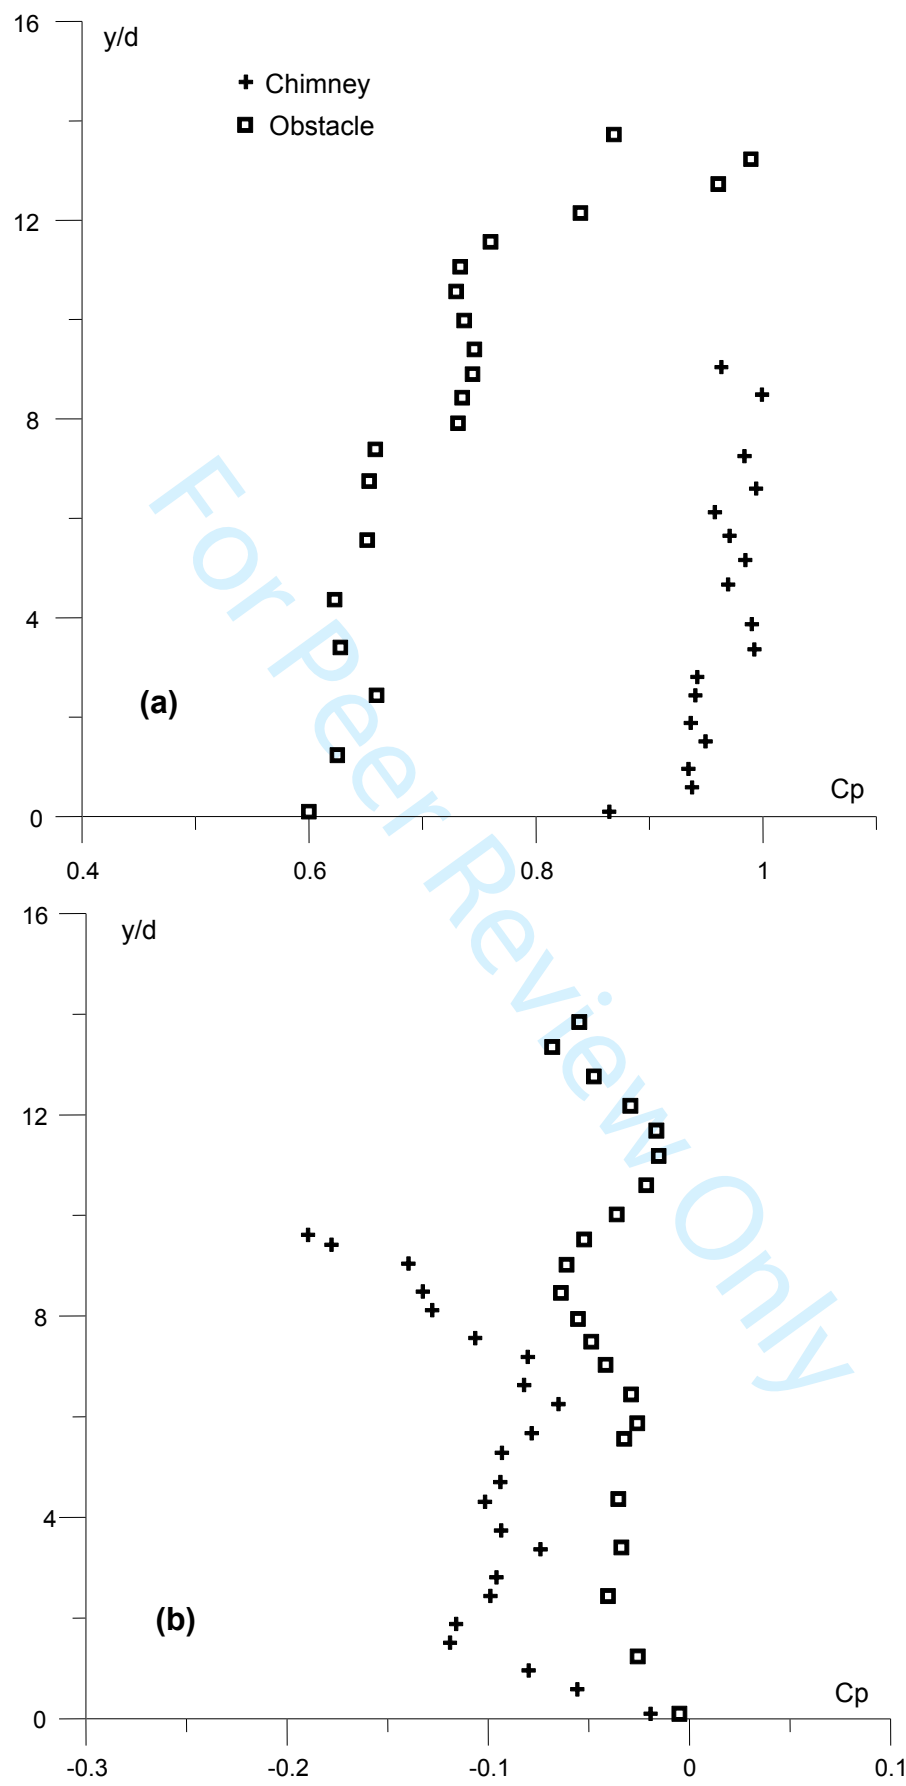 16
y/d
Chimney
Obstacle
12
8
4
(a)
Cp
0
0.4 0.6 0.8 1
For Peer Review Only
16
y/d
12
8
4
(b)
Cp
0
-0.3 -0.2 -0.1 0 0.1